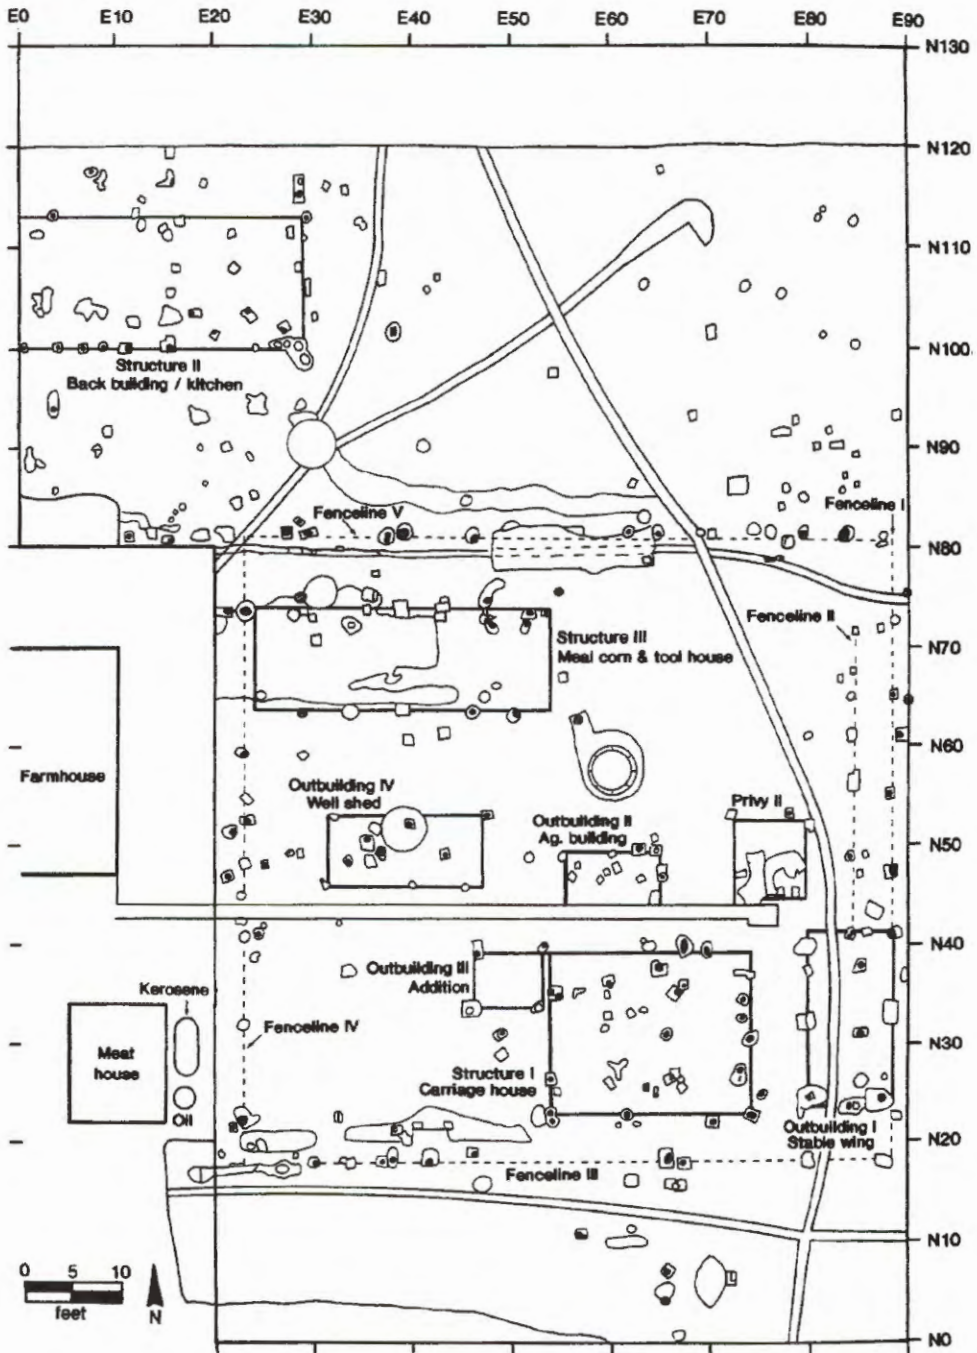 E0 E10 E20 E30 E40 E50 E60 E70 E80 E90
N130
N120
N110
N100
Structure II
Back building / kitchen
N90
Fenceline V
Fenceline I
N80
Fenceline II
Structure III
Meal corn & tool house
N70
N60
Farmhouse
Outbuilding IV
Well shed
Privy II
Outbuilding II
Ag. building
N50
N40
Outbuilding III
Addition
Kerosene
Fenceline IV
Meat
house
N30
Structure I
Carriage house
Oil
Outbuilding I
Stable wing
N20
Fenceline III
N10
0 5 10
feet
N
N0